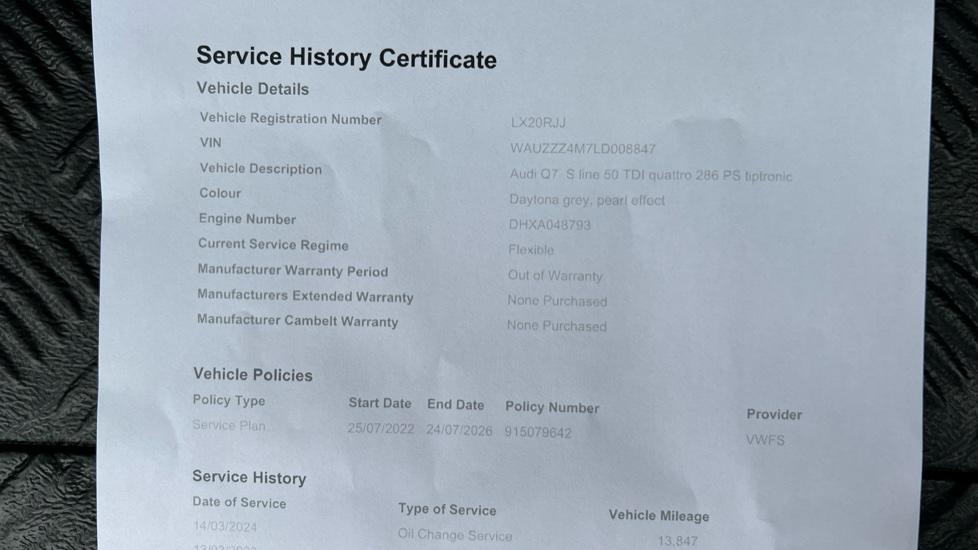 Service History Certificate
Vehicle Details
Vehicle Registration Number LX20RJJ
VIN WAUZZZ4M7LD008847
Vehicle Description Audi Q7 S line 50 TDI quattro 286 PS tiptronic
Colour Daytona grey, pearl effect
Engine Number DHXA048793
Current Service Regime Flexible
Manufacturer Warranty Period Out of Warranty
Manufacturers Extended Warranty None Purchased
Manufacturer Cambelt Warranty None Purchased
Vehicle Policies
Policy Type Start Date End Date Policy Number Provider
Service Plan 25/07/2022 24/07/2026 915079642 VWFS
Service History
Date of Service Type of Service Vehicle Mileage
14/03/2024 Oil Change Service 13,847